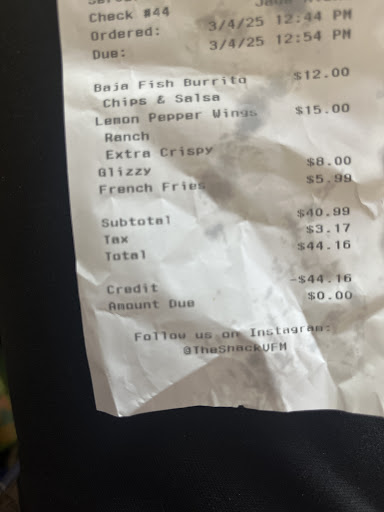 Check #44
Ordered: 3/4/25 12:44 PM
Due: 3/4/25 12:54 PM
Baja Fish Burrito $12.00
Chips & Salsa
Lemon Pepper Wings $15.00
Ranch
Extra Crispy
Glizzy $8.00
French Fries $5.99
Subtotal $40.99
Tax $3.17
Total $44.16
Credit -$44.16
Amount Due $0.00
Follow us on Instagram:
@TheShackVFM